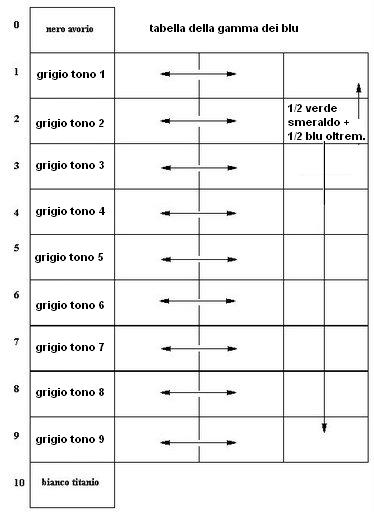 0 nero avorio tabella della gamma dei blu
1 grigio tono 1
2 grigio tono 2
1/2 verde
smeraldo +
1/2 blu oltrem.
3 grigio tono 3
4 grigio tono 4
5 grigio tono 5
6 grigio tono 6
7 grigio tono 7
8 grigio tono 8
9 grigio tono 9
10 bianco titanio